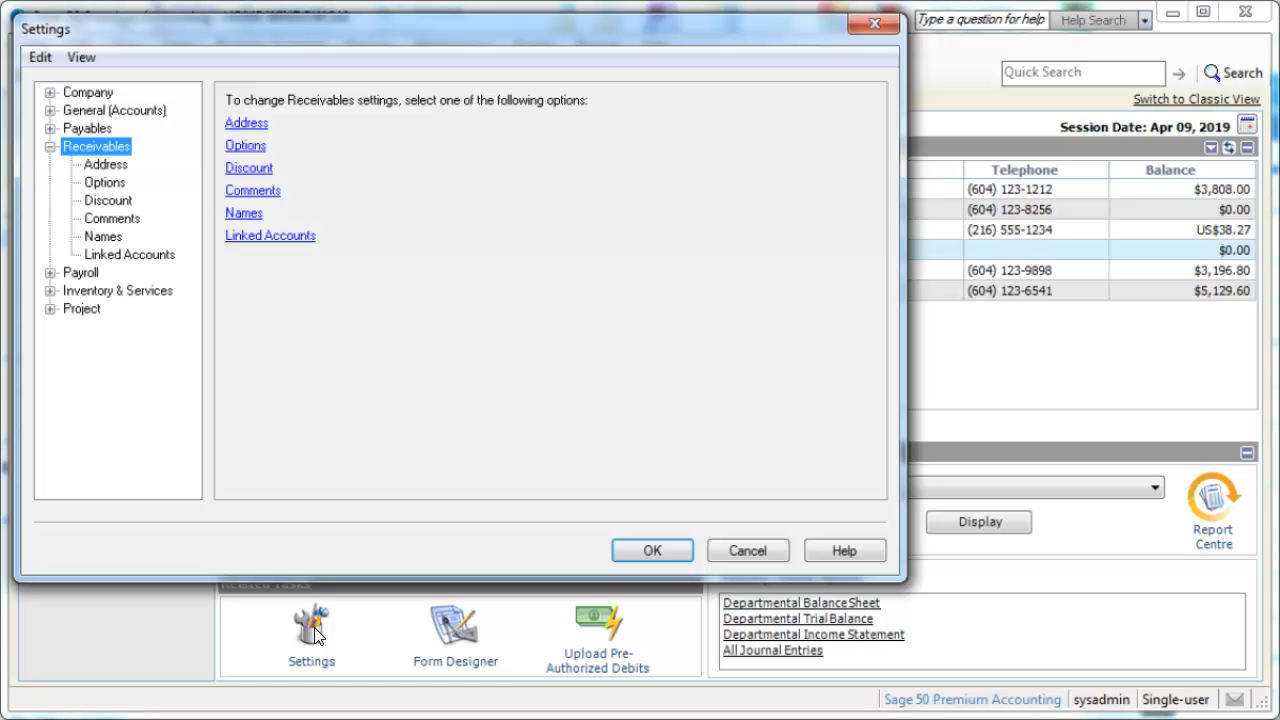 Settings
Type a question for help
Help Search
Edit View
Quick Search
Search
Switch to Classic View
Session Date: Apr 09, 2019
Company
General (Accounts)
Payables
Receivables
Address
Options
Discount
Comments
Names
Linked Accounts
Payroll
Inventory & Services
Project
To change Receivables settings, select one of the following options:
Address
Options
Discount
Comments
Names
Linked Accounts
OK Cancel Help
Telephone Balance
(604) 123-1212 $3,808.00
(604) 123-8256 $0.00
(216) 555-1234 US$38.27
$0.00
(604) 123-9898 $3,196.80
(604) 123-6541 $5,129.60
Display
Report
Centre
Related Tasks
Settings
Form Designer
Upload Pre-
Authorized Debits
Departmental Balance Sheet
Departmental Trial Balance
Departmental Income Statement
All Journal Entries
Sage 50 Premium Accounting sysadmin Single-user